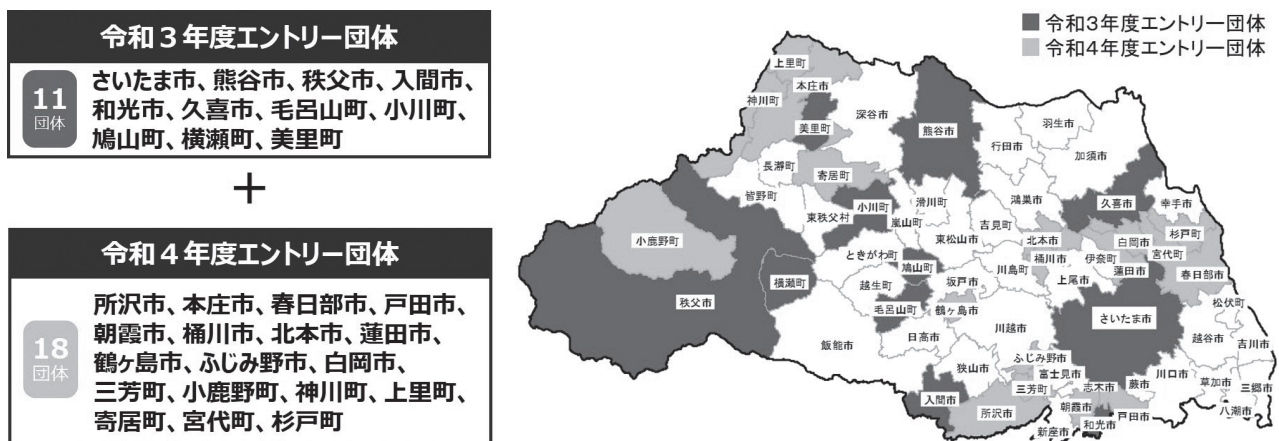 令和３年度エントリー団体
11
団体
さいたま市、熊谷市、秩父市、入間市、
和光市、久喜市、毛呂山町、小川町、
鳩山町、横瀬町、美里町
＋
令和４年度エントリー団体
18
団体
所沢市、本庄市、春日部市、戸田市、
朝霞市、桶川市、北本市、蓮田市、
鶴ヶ島市、ふじみ野市、白岡市、
三芳町、小鹿野町、神川町、上里町、
寄居町、宮代町、杉戸町
令和３年度エントリー団体
令和４年度エントリー団体
上里町
本庄市
神川町
美里町
深谷市
熊谷市
羽生市
行田市
加須市
長瀞町
寄居町
皆野町
小川町
滑川町
鴻巣市
久喜市
幸手市
東秩父村
嵐山町
吉見町
小鹿野町
東松山市
北本市
白岡市
杉戸町
宮代町
ときがわ町
桶川市
伊奈町
鳩山町
川島町
上尾市
蓮田市
春日部市
横瀬町
越生町
坂戸市
秩父市
毛呂山町
鶴ヶ島市
松伏町
さいたま市
川越市
日高市
越谷市
吉川市
飯能市
ふじみ野市
狭山市
富士見市
川口市
三芳町
志木市
蕨市
草加市
三郷市
入間市
所沢市
朝霞市
戸田市
八潮市
新座市
和光市